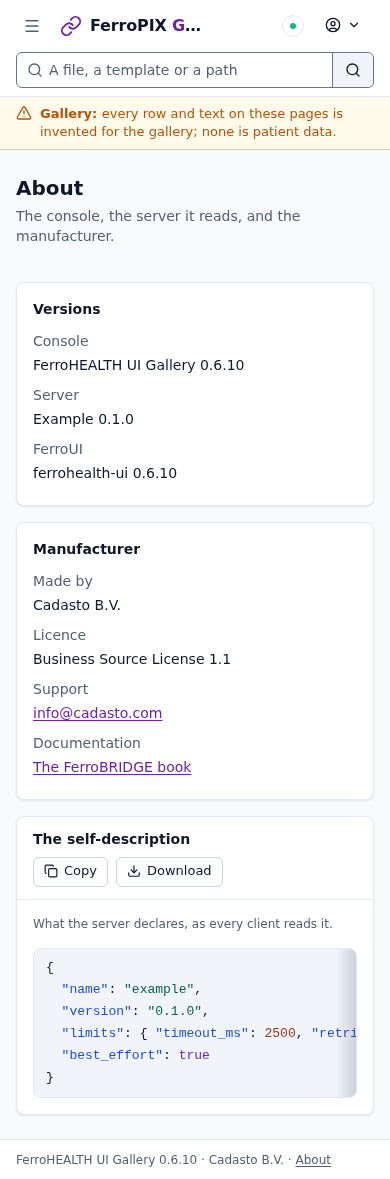 FerroPIX G...
A file, a template or a path
Gallery: every row and text on these pages is
invented for the gallery; none is patient data.
About
The console, the server it reads, and the
manufacturer.
Versions
Console
FerroHEALTH UI Gallery 0.6.10
Server
Example 0.1.0
FerroUI
ferrohealth-ui 0.6.10
Manufacturer
Made by
Cadasto B.V.
Licence
Business Source License 1.1
Support
info@cadasto.com
Documentation
The FerroBRIDGE book
The self-description
Copy Download
What the server declares, as every client reads it.
{
"name": "example",
"version": "0.1.0",
"limits": { "timeout_ms": 2500, "retri
"best_effort": true
}
FerroHEALTH UI Gallery 0.6.10 · Cadasto B.V. · About